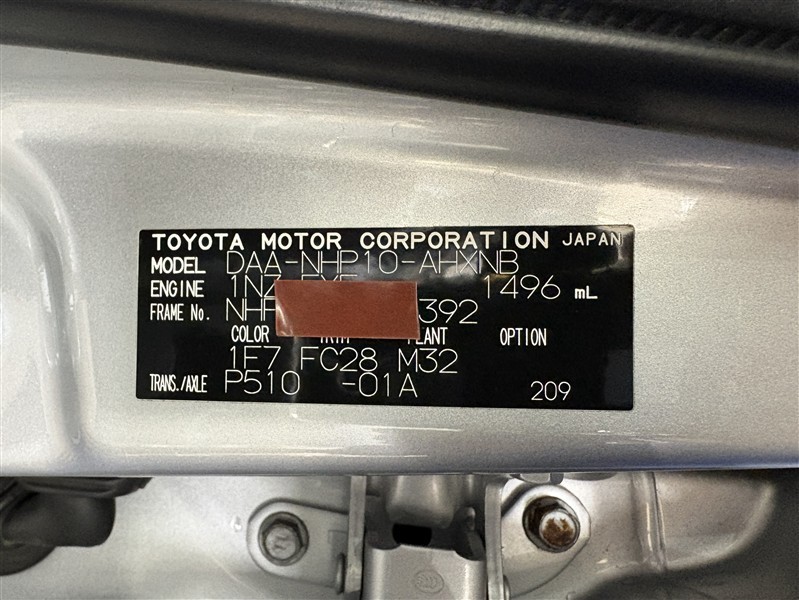 TOYOTA MOTOR CORPORATION JAPAN
MODEL DAA-NHP10-AHXNB
ENGINE 1496 mL
FRAME No. 392
COLOR OPTION
1F7 FC28 M32
TRANS./AXLE P510 -01A 209